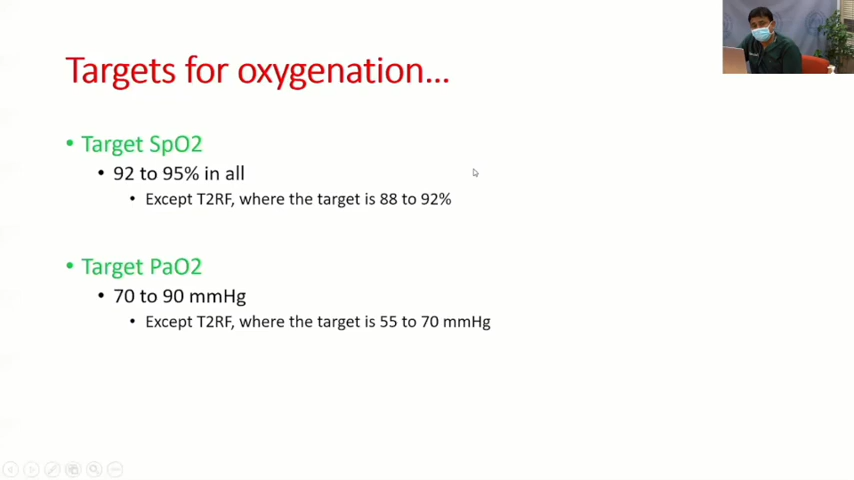 Targets for oxygenation...
• Target SpO2
• 92 to 95% in all
• Except T2RF, where the target is 88 to 92%
• Target PaO2
• 70 to 90 mmHg
• Except T2RF, where the target is 55 to 70 mmHg